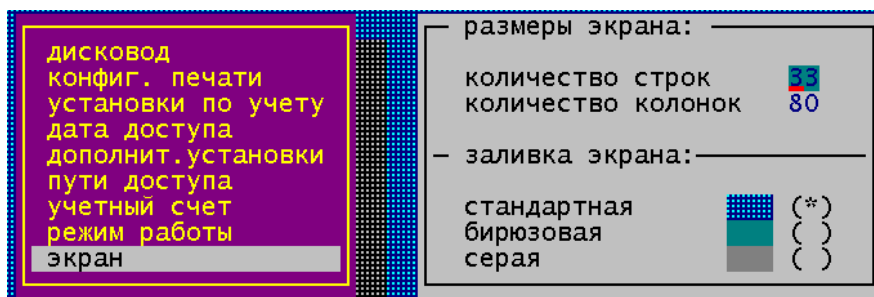 дисковод
конфиг. печати
установки по учету
дата доступа
дополнит.установки
пути доступа
учетный счет
режим работы
экран
размеры экрана:
количество строк 33
количество колонок 80
заливка экрана:
стандартная (*)
бирюзовая ( )
серая ( )